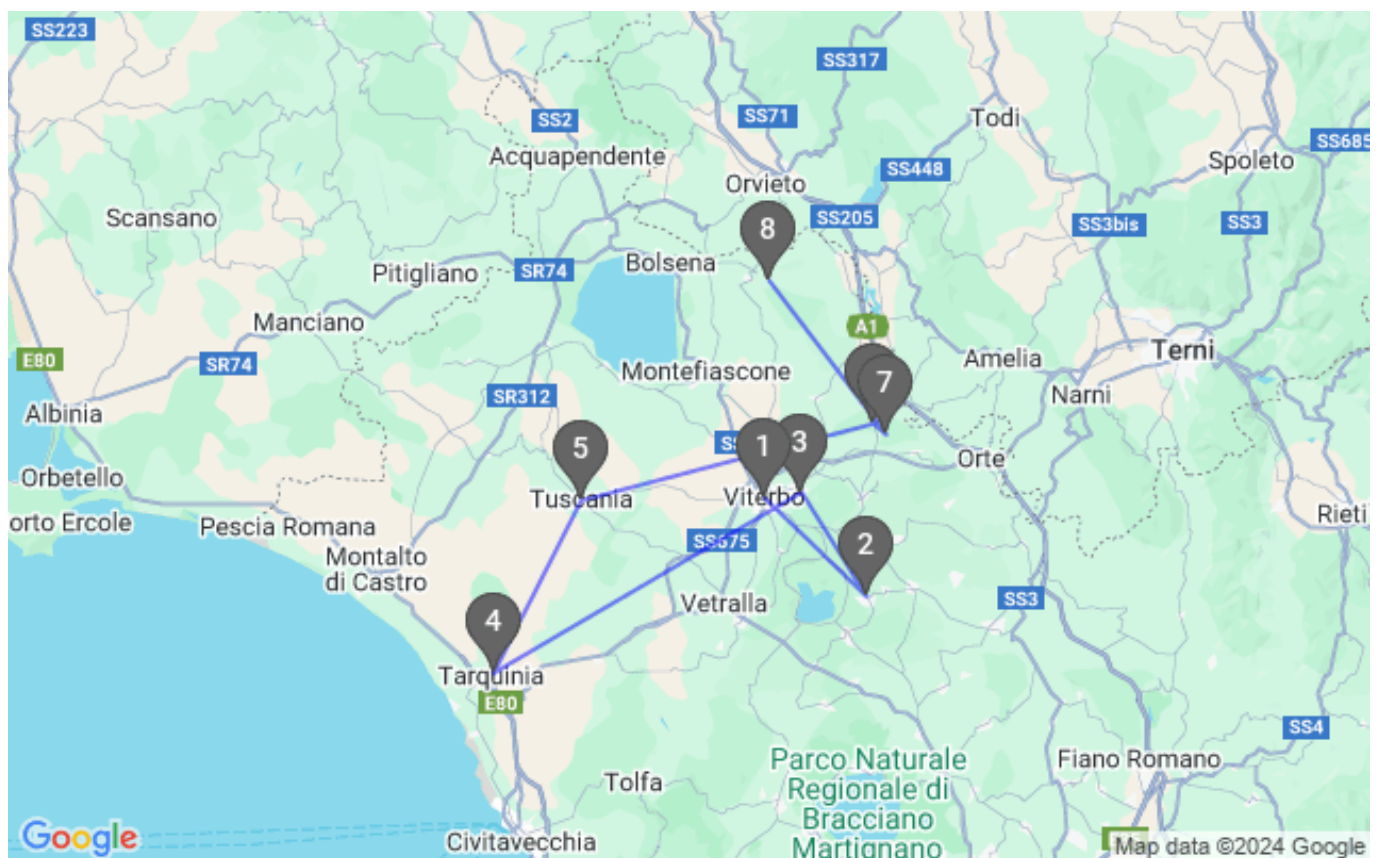 SS223
SS317
SS2
SS71
Todi
Acquapendente
Spoleto
SS685
Orvieto
SS448
Scansano
SS205
SS3bis
SS3
8
Bolsena
SR74
Pitigliano
Manciano
A1
E80
SR74
Amelia
Terni
Montefiascone
7
Narni
SR312
Albinia
5
1
3
Orte
Orbetello
Tuscania
Viterbo
orto Ercole
Pescia Romana
Rieti
SS675
Montalto
di Castro
2
Vetralla
SS3
4
Tarquinia
E80
SS4
Parco Naturale
Regionale di
Bracciano
Martignano
Fiano Romano
Tolfa
Civitavecchia
Google
Map data ©2024 Google